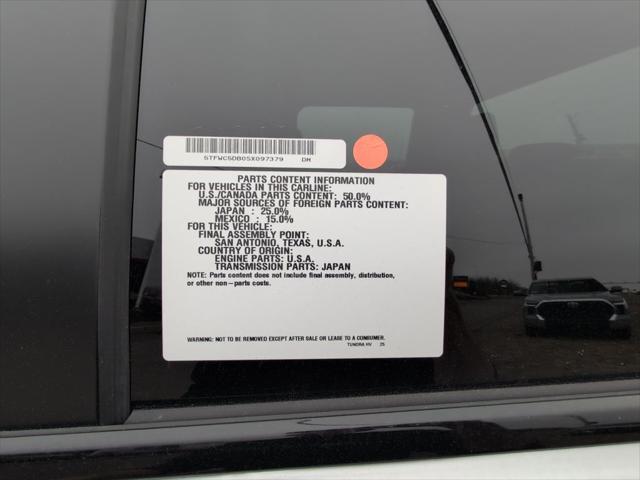 5TFWC5DB0SX097379 DM
PARTS CONTENT INFORMATION
FOR VEHICLES IN THIS CARLINE:
U.S./CANADA PARTS CONTENT: 50.0%
MAJOR SOURCES OF FOREIGN PARTS CONTENT:
JAPAN : 25.0%
MEXICO : 15.0%
FOR THIS VEHICLE:
FINAL ASSEMBLY POINT:
SAN ANTONIO, TEXAS, U.S.A.
COUNTRY OF ORIGIN:
ENGINE PARTS: U.S.A.
TRANSMISSION PARTS: JAPAN
NOTE: Parts content does not include final assembly, distribution,
or other non-parts costs.
WARNING: NOT TO BE REMOVED EXCEPT AFTER SALE OR LEASE TO A CONSUMER.
TUNDRA HV 25